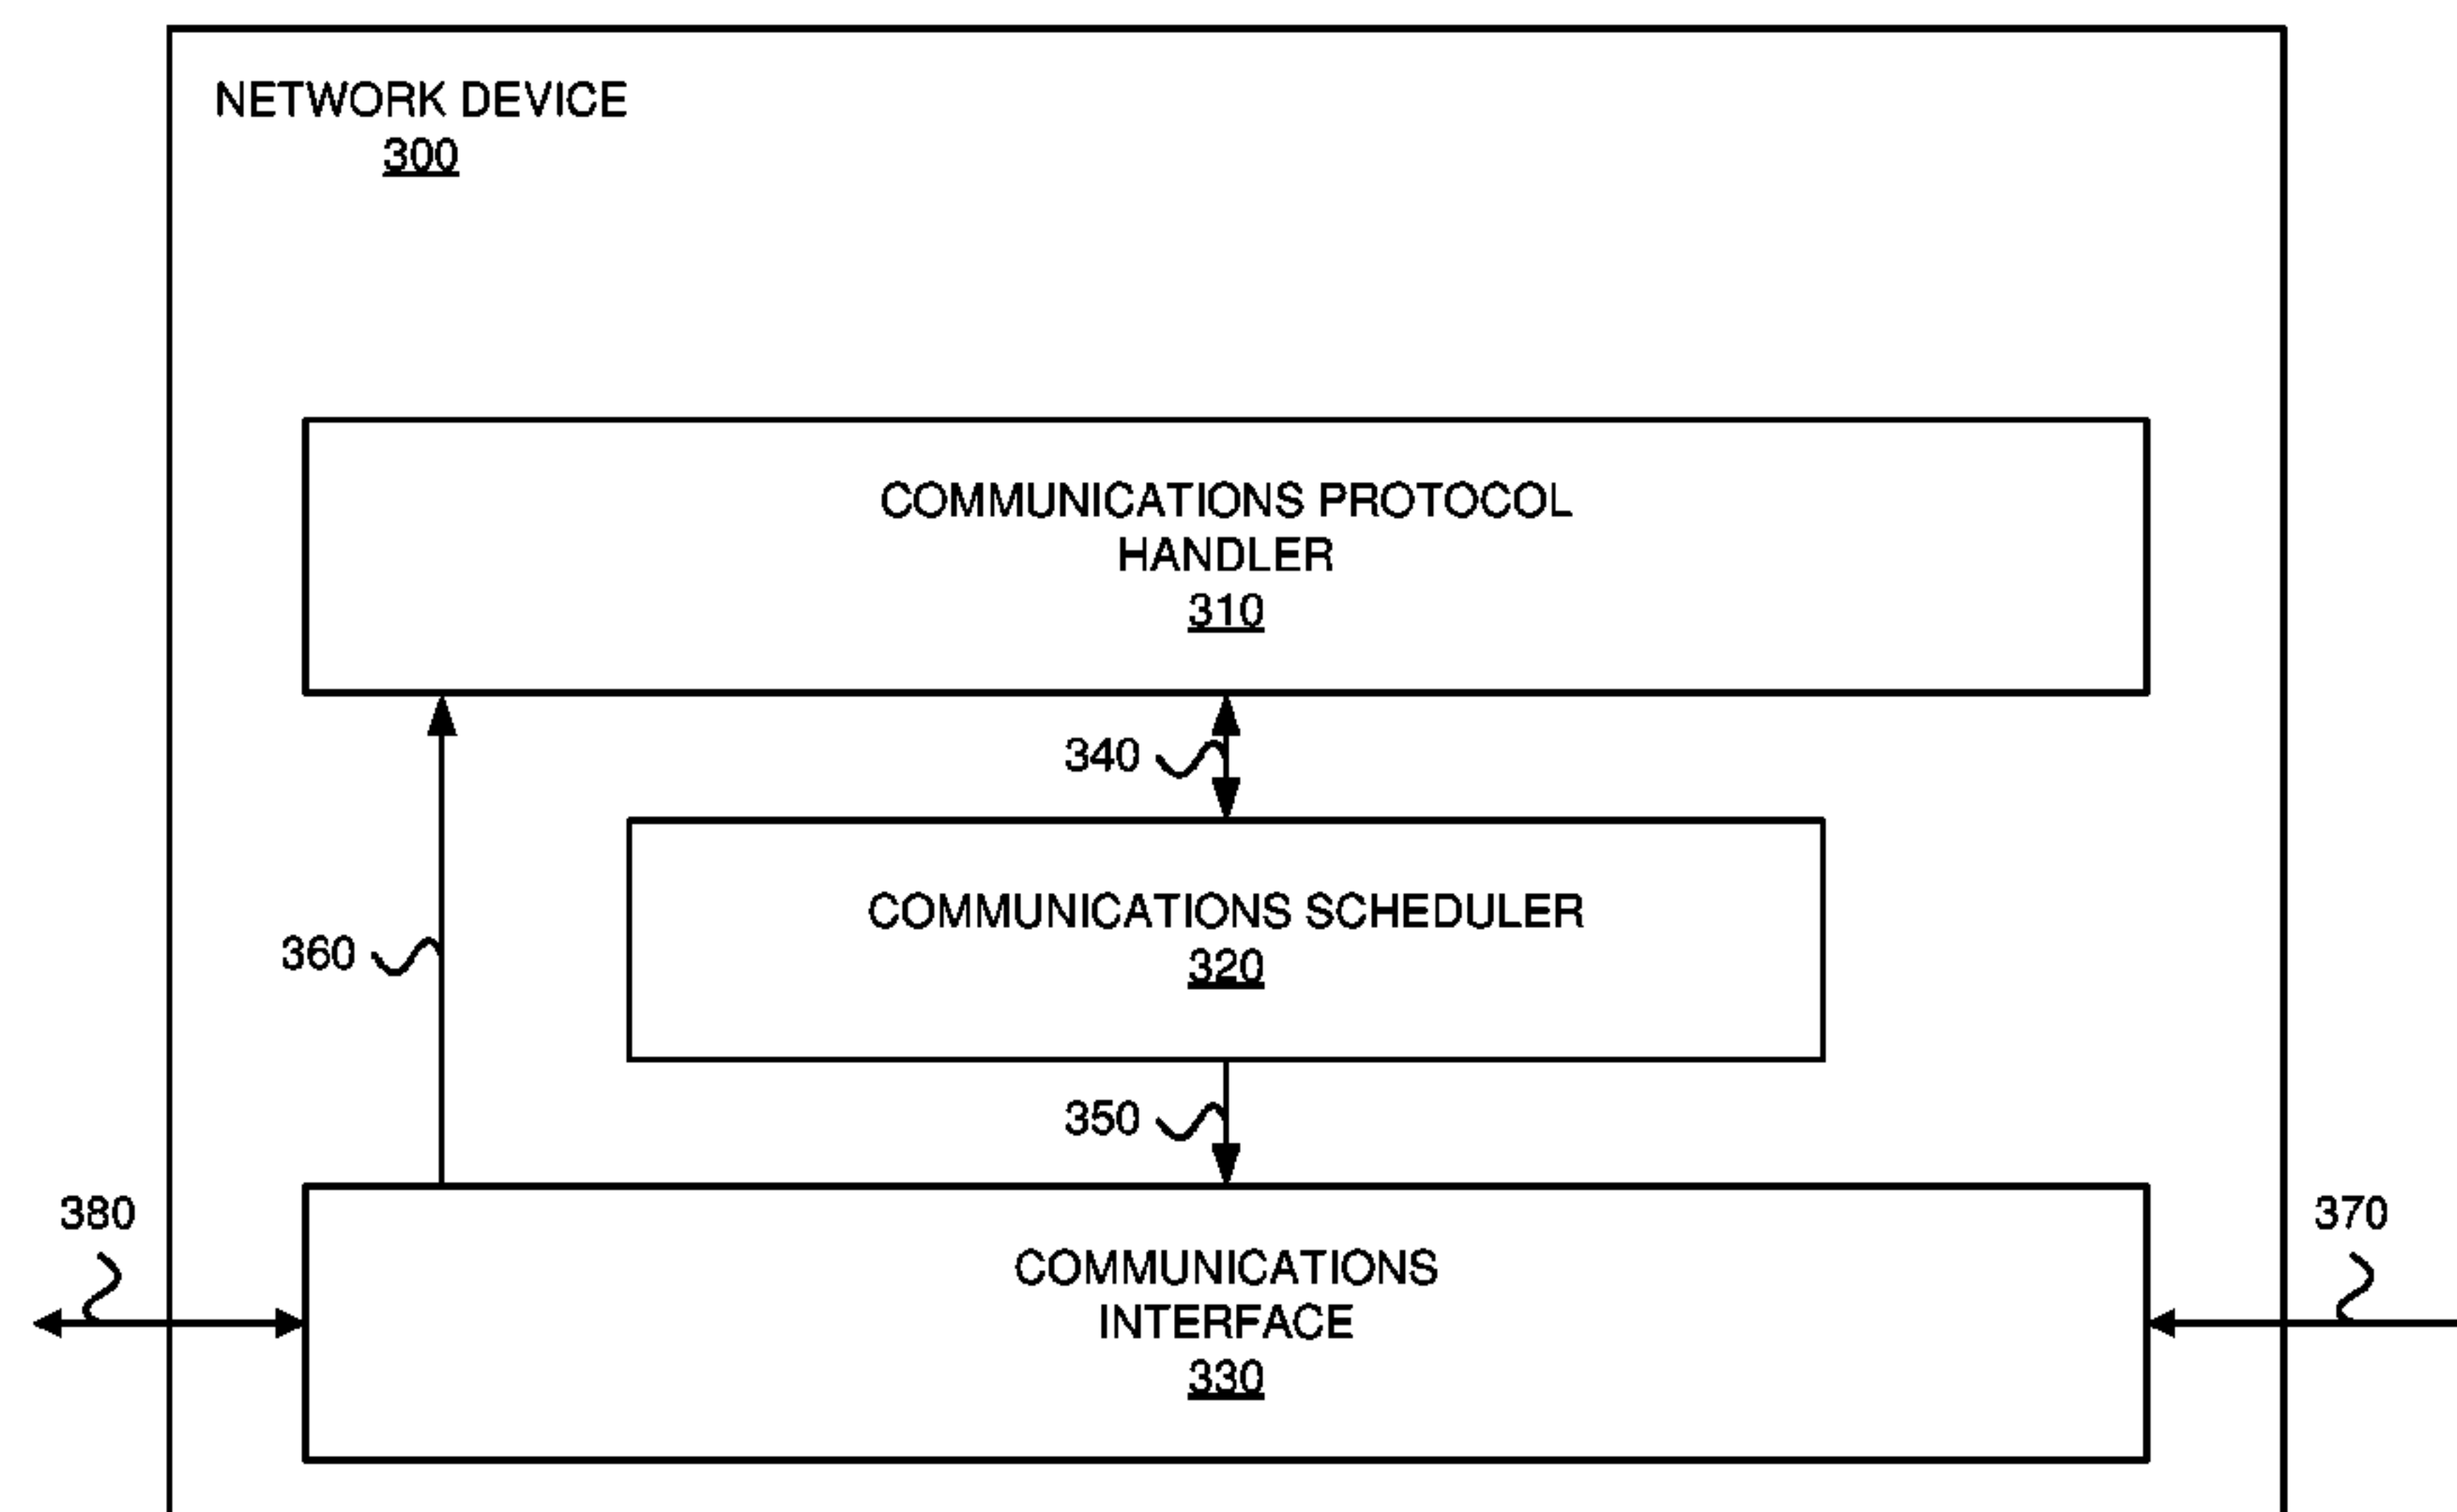 NETWORK DEVICE
300
COMMUNICATIONS PROTOCOL
HANDLER
310
340
COMMUNICATIONS SCHEDULER
320
360
350
380
370
COMMUNICATIONS
INTERFACE
330